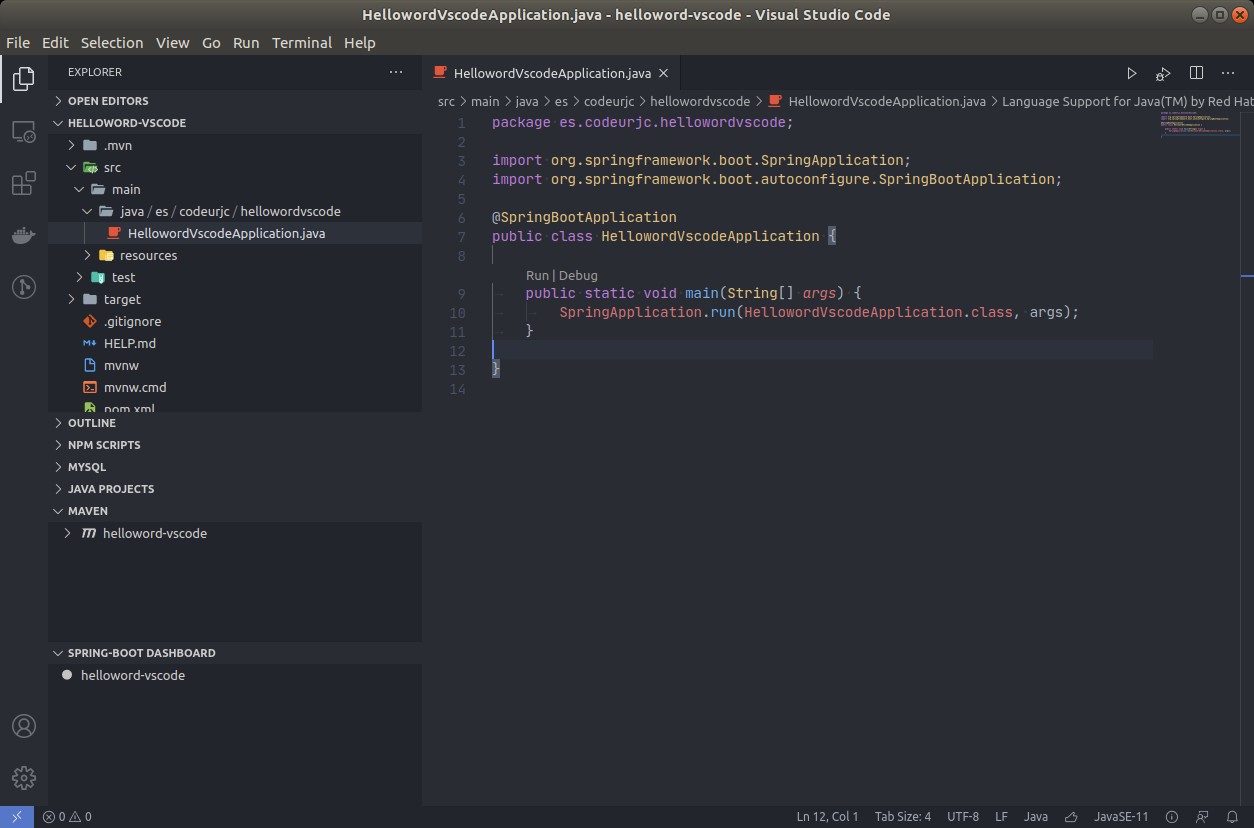 HellowordVscodeApplication.java - helloword-vscode - Visual Studio Code
File Edit Selection View Go Run Terminal Help
EXPLORER
OPEN EDITORS
HELLOWORD-VSCODE
.mvn
src
main
java / es / codeurjc / hellowordvscode
HellowordVscodeApplication.java
resources
test
target
.gitignore
HELP.md
mvnw
mvnw.cmd
pom.xml
OUTLINE
NPM SCRIPTS
MYSQL
JAVA PROJECTS
MAVEN
helloword-vscode
SPRING-BOOT DASHBOARD
helloword-vscode
HellowordVscodeApplication.java
src > main > java > es > codeurjc > hellowordvscode > HellowordVscodeApplication.java > Language Support for Java(TM) by Red Hat
1 package es.codeurjc.hellowordvscode;
2
3 import org.springframework.boot.SpringApplication;
4 import org.springframework.boot.autoconfigure.SpringBootApplication;
5
6 @SpringBootApplication
7 public class HellowordVscodeApplication {
8
Run | Debug
9 public static void main(String[] args) {
10 SpringApplication.run(HellowordVscodeApplication.class, args);
11 }
12
13 }
14
0 0 Ln 12, Col 1 Tab Size: 4 UTF-8 LF Java JavaSE-11